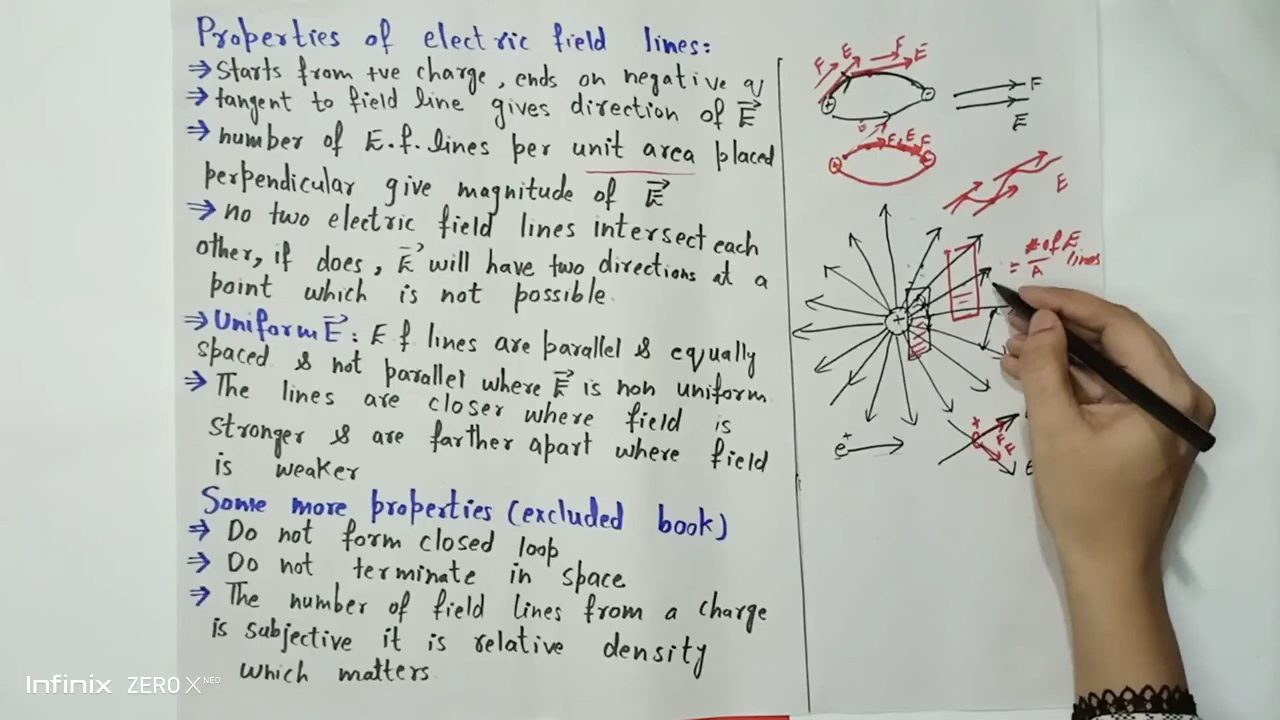 Properties of electric field lines:
⇒ Starts from +ve charge, ends on negative q
⇒ tangent to field line gives direction of E⃗
⇒ number of E.f. lines per unit area placed
perpendicular give magnitude of E⃗
⇒ no two electric field lines intersect each
other, if does, E⃗ will have two directions at a
point which is not possible.
⇒ Uniform E⃗: E f lines are parallel & equally
spaced & not parallel where E⃗ is non uniform.
⇒ The lines are closer where field is
stronger & are farther apart where field
is weaker
Some more properties (excluded book)
⇒ Do not form closed loop
⇒ Do not terminate in space
⇒ The number of field lines from a charge
is subjective it is relative density
which matters.
F E F E
+ -
F
E
+ E E F -
E
# of E lines
= A
+
e+
+
F
F
E
Infinix ZERO X NEO